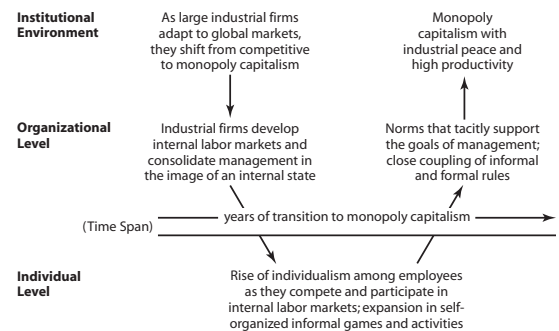 Institutional
Environment
As large industrial firms
adapt to global markets,
they shift from competitive
to monopoly capitalism
Monopoly
capitalism with
industrial peace and
high productivity
Organizational
Level
Industrial firms develop
internal labor markets and
consolidate management in
the image of an internal state
Norms that tacitly support
the goals of management;
close coupling of informal
and formal rules
(Time Span)
years of transition to monopoly capitalism
Individual
Level
Rise of individualism among employees
as they compete and participate in
internal labor markets; expansion in self-
organized informal games and activities